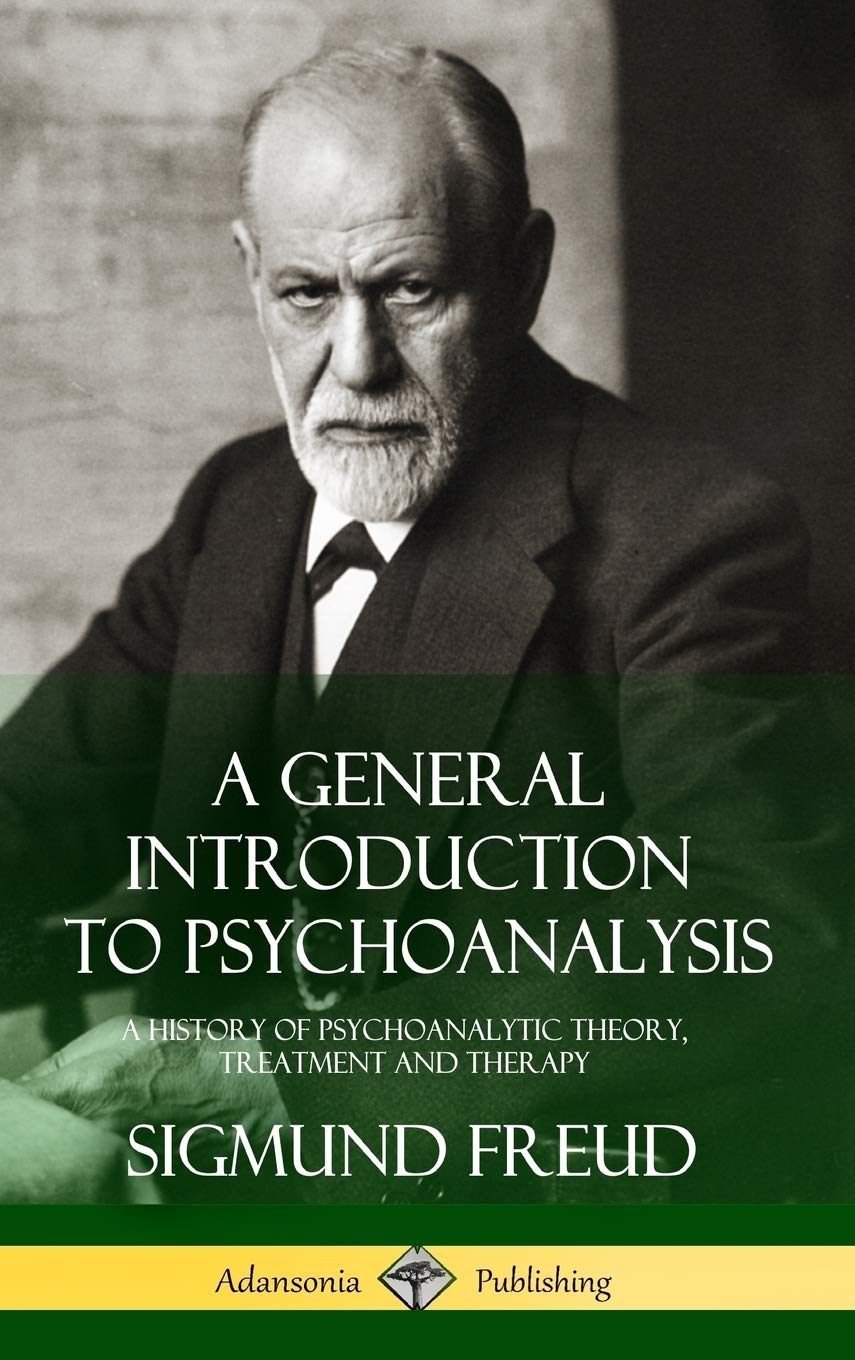 A GENERAL
INTRODUCTION
TO PSYCHOANALYSIS
A HISTORY OF PSYCHOANALYTIC THEORY,
TREATMENT AND THERAPY
SIGMUND FREUD
Adansonia Publishing